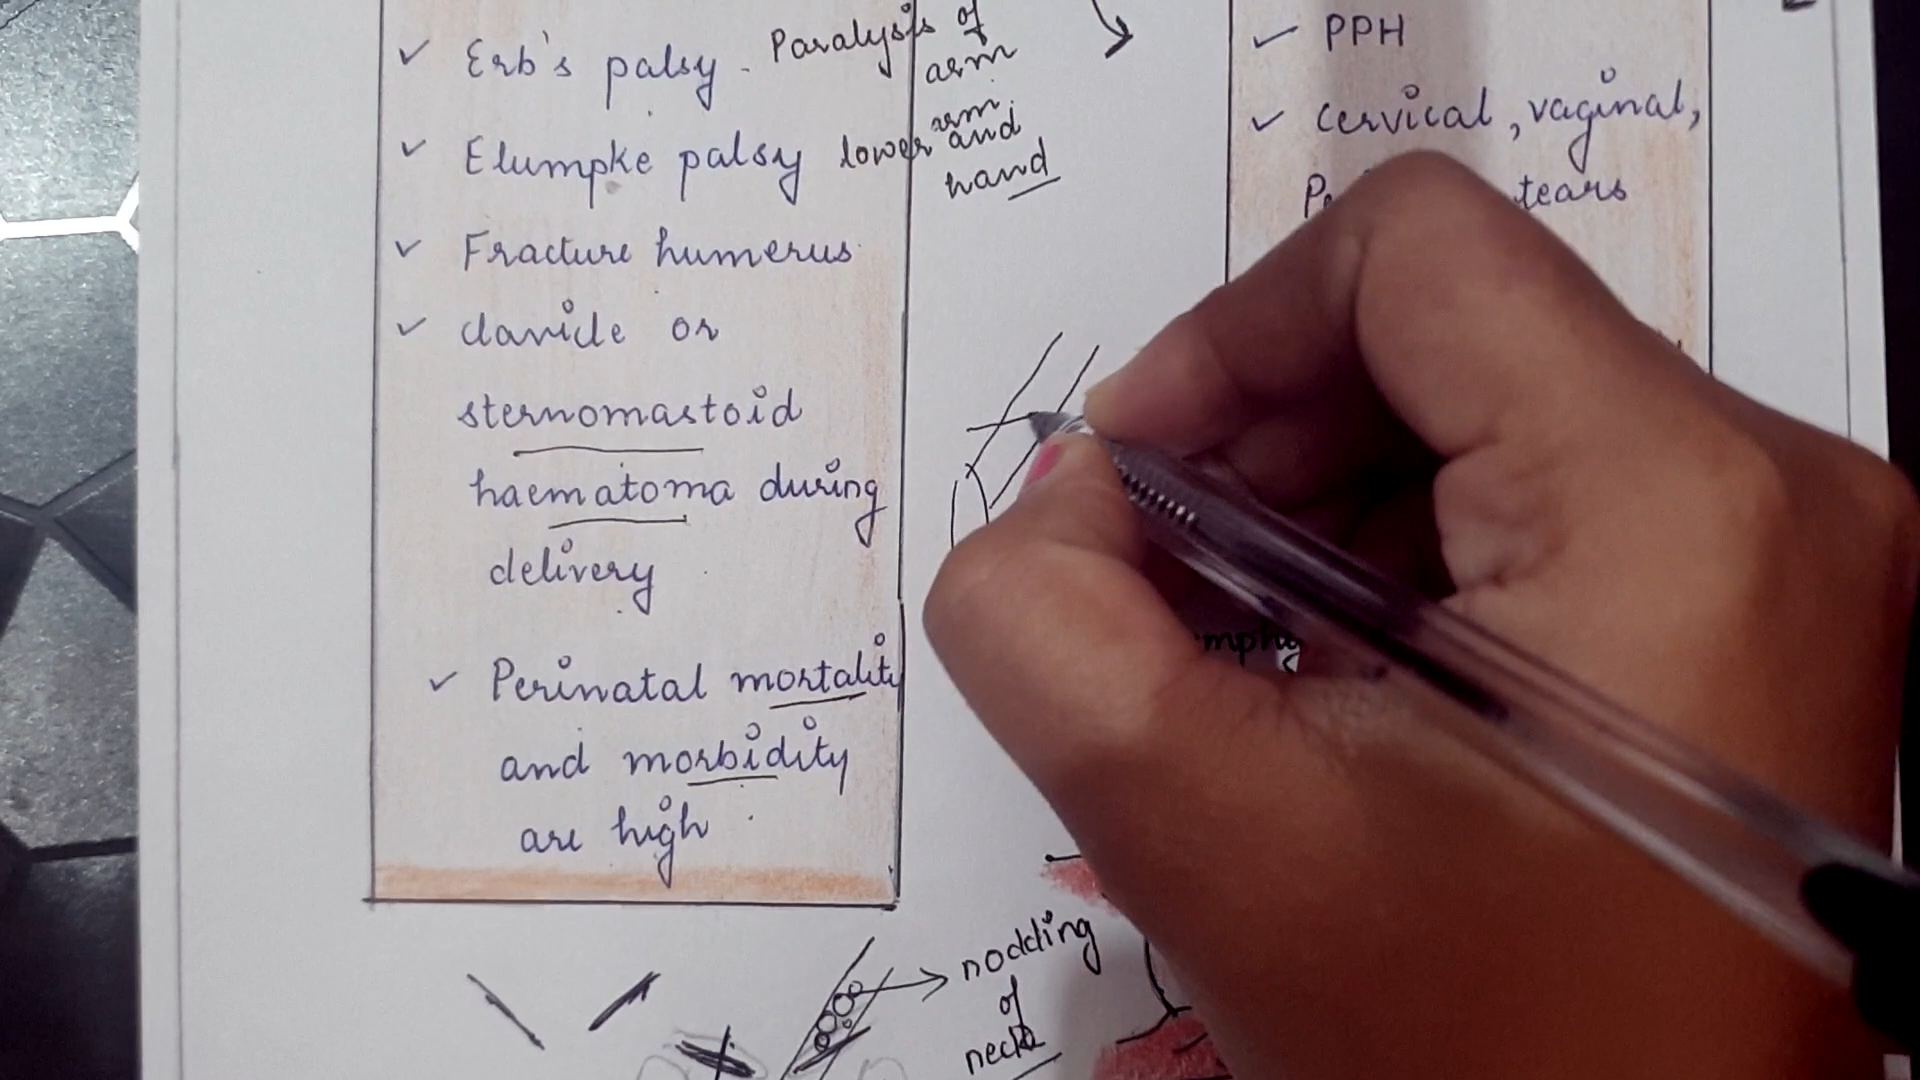 Erb's palsy - Paralysis of
arm
Elumpke palsy lower arm and
hand
Fracture humerus
clavicle or
sternomastoid
haematoma during
delivery
Perinatal mortality
and morbidity
are high
nodding
of
neck
PPH
cervical, vaginal,
tears